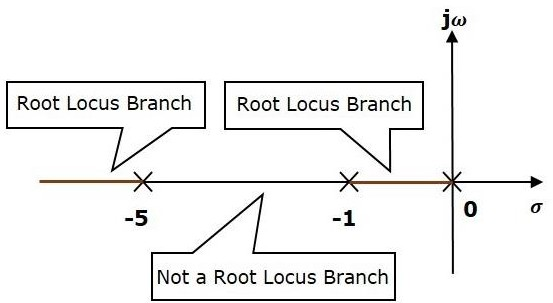 jω
Root Locus Branch
Root Locus Branch
-5
-1
0
σ
Not a Root Locus Branch